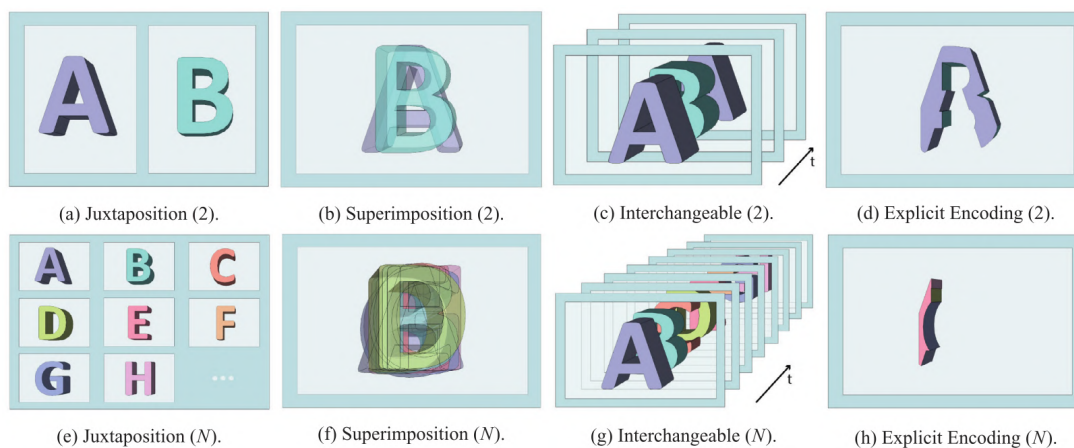 A B
B A
A B A
t
(a) Juxtaposition (2).
(b) Superimposition (2).
(c) Interchangeable (2).
(d) Explicit Encoding (2).
A B C
D E F
G H ...
D
A B
t
(e) Juxtaposition (N).
(f) Superimposition (N).
(g) Interchangeable (N).
(h) Explicit Encoding (N).